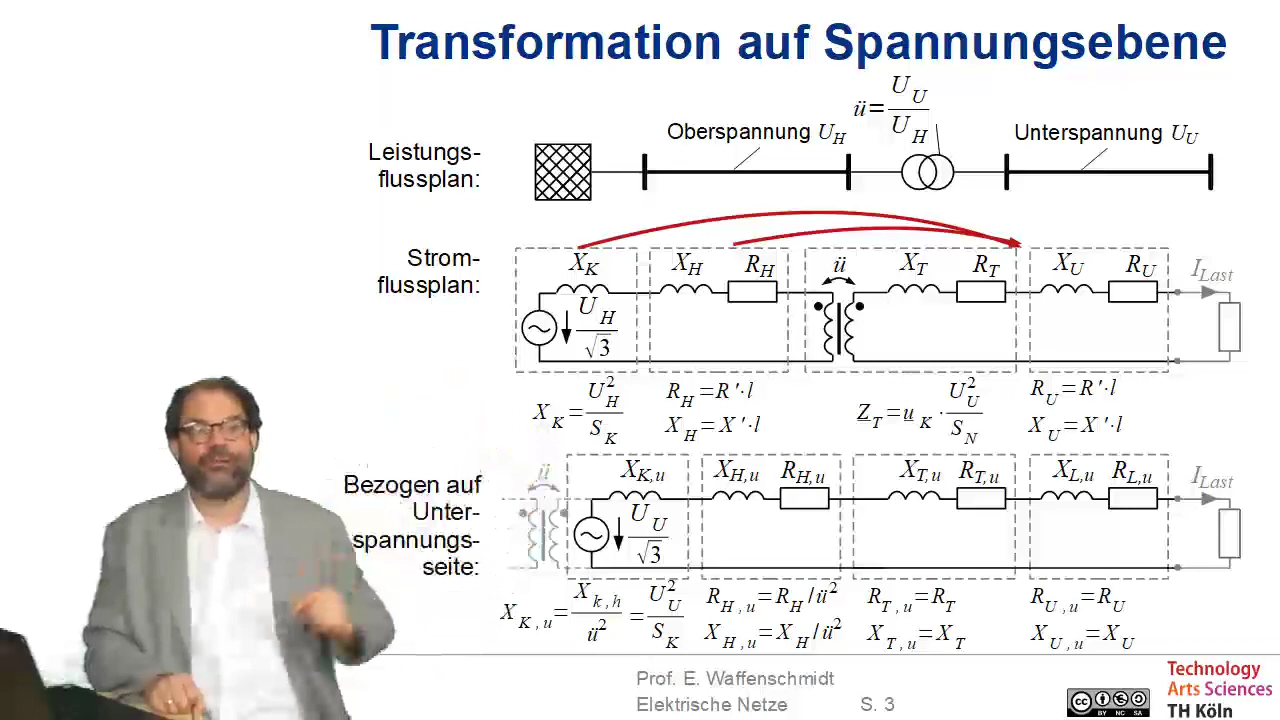 Transformation auf Spannungsebene
ü=U_U/U_H
Oberspannung U_H
Unterspannung U_U
Leistungs-
flussplan:
Strom-
flussplan:
X_K X_H R_H ü X_T R_T X_U R_U I_Last
U_H/√3
X_K=U_H²/S_K
R_H=R'·l
X_H=X'·l
Z_T=u_K·U_U²/S_N
R_U=R'·l
X_U=X'·l
Bezogen auf
Unter-
spannungs-
seite:
ü X_K,u X_H,u R_H,u X_T,u R_T,u X_L,u R_L,u I_Last
U_U/√3
X_K,u=X_k,h/ü²=U_U²/S_K
R_H,u=R_H/ü²
X_H,u=X_H/ü²
R_T,u=R_T
X_T,u=X_T
R_U,u=R_U
X_U,u=X_U
Prof. E. Waffenschmidt
Elektrische Netze S. 3
cc BY NC SA
Technology
Arts Sciences
TH Köln